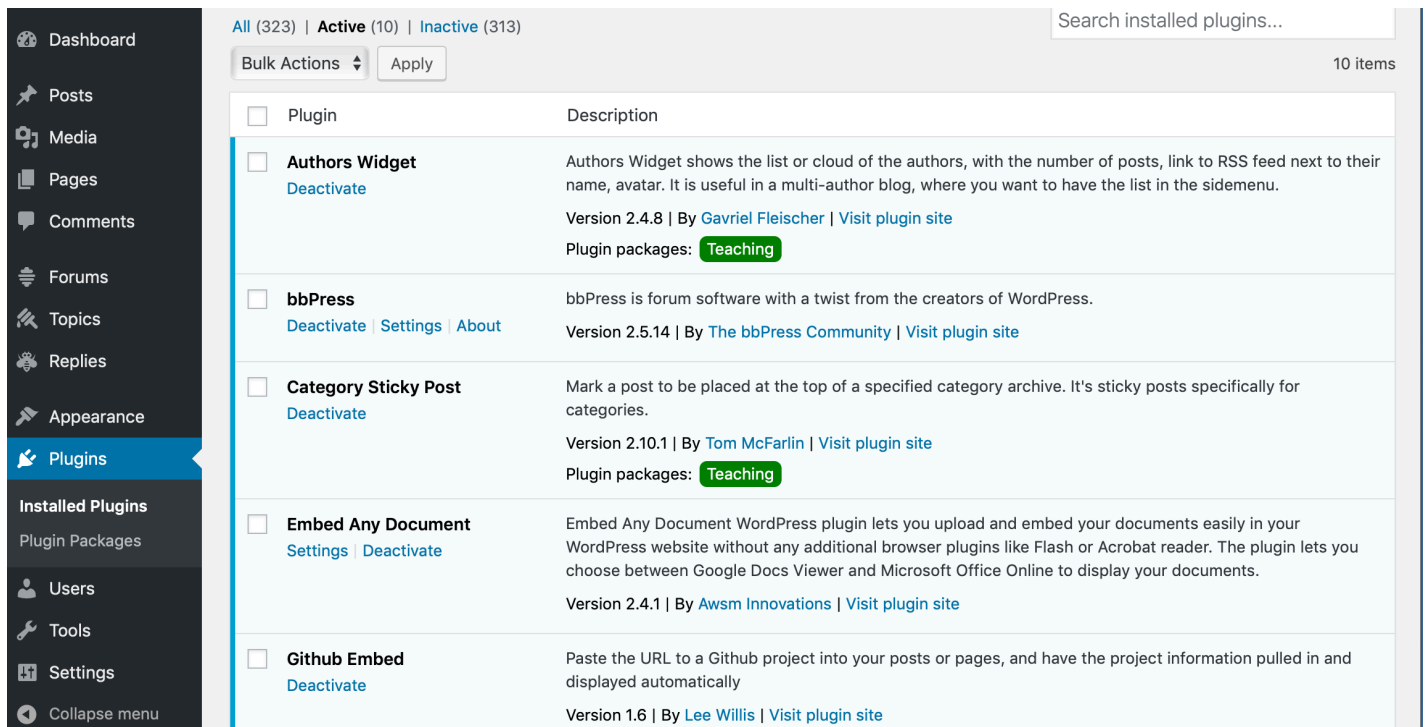 Dashboard
Posts
Media
Pages
Comments
Forums
Topics
Replies
Appearance
Plugins
Installed Plugins
Plugin Packages
Users
Tools
Settings
Collapse menu
All (323) | Active (10) | Inactive (313)
Search installed plugins...
Bulk Actions
Apply
10 items
Plugin
Description
Authors Widget
Deactivate
Authors Widget shows the list or cloud of the authors, with the number of posts, link to RSS feed next to their
name, avatar. It is useful in a multi-author blog, where you want to have the list in the sidemenu.
Version 2.4.8 | By Gavriel Fleischer | Visit plugin site
Plugin packages: Teaching
bbPress
Deactivate | Settings | About
bbPress is forum software with a twist from the creators of WordPress.
Version 2.5.14 | By The bbPress Community | Visit plugin site
Category Sticky Post
Deactivate
Mark a post to be placed at the top of a specified category archive. It's sticky posts specifically for
categories.
Version 2.10.1 | By Tom McFarlin | Visit plugin site
Plugin packages: Teaching
Embed Any Document
Settings | Deactivate
Embed Any Document WordPress plugin lets you upload and embed your documents easily in your
WordPress website without any additional browser plugins like Flash or Acrobat reader. The plugin lets you
choose between Google Docs Viewer and Microsoft Office Online to display your documents.
Version 2.4.1 | By Awsm Innovations | Visit plugin site
Github Embed
Deactivate
Paste the URL to a Github project into your posts or pages, and have the project information pulled in and
displayed automatically
Version 1.6 | By Lee Willis | Visit plugin site